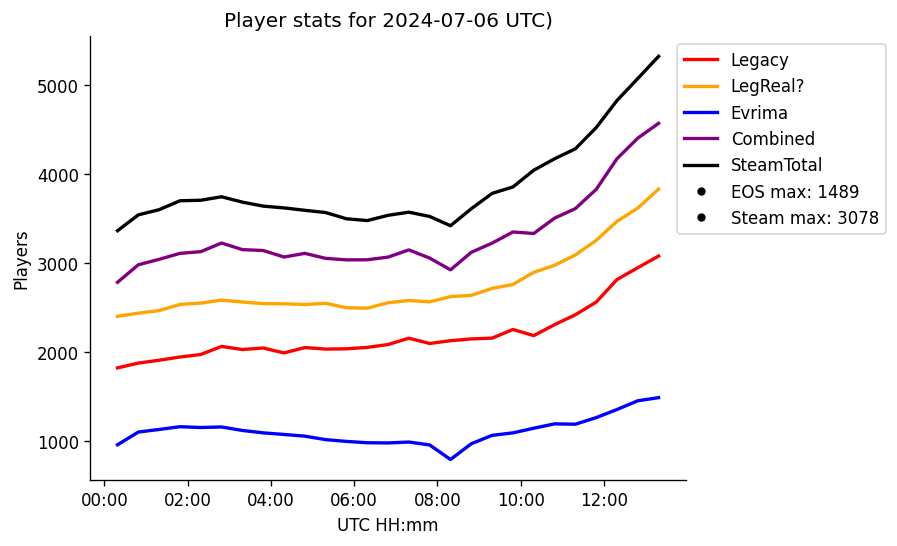 Player stats for 2024-07-06 UTC)
Legacy
LegReal?
Evrima
Combined
SteamTotal
EOS max: 1489
Steam max: 3078
Players
5000
4000
3000
2000
1000
00:00 02:00 04:00 06:00 08:00 10:00 12:00
UTC HH:mm